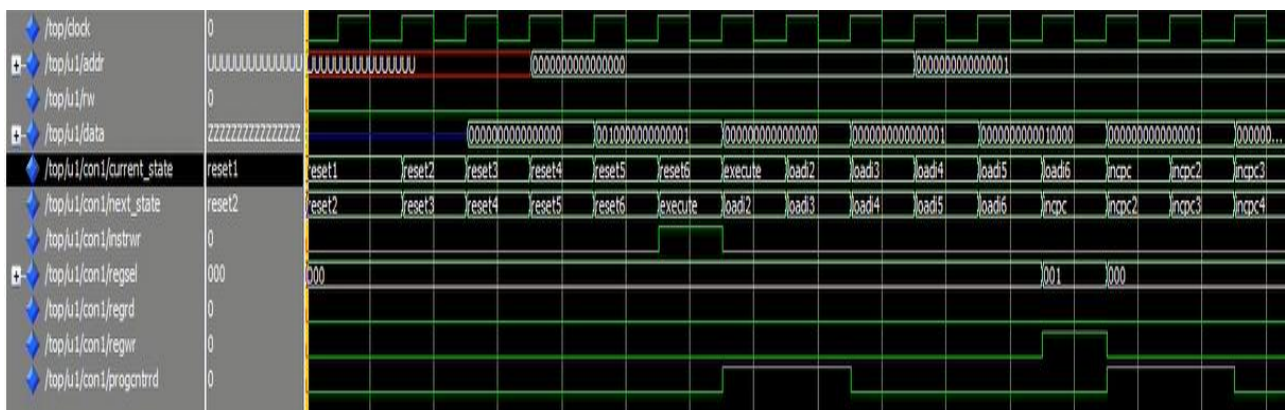 /top/clock 0
/top/u1/addr UUUUUUUUUUUUUU UUUUUUUUUUUUUUUU 0000000000000000 0000000000000001
/top/u1/rw 0
/top/u1/data ZZZZZZZZZZZZZZZZ 0000000000000000 0010000000000001 0000000000000000 0000000000000001 0000000000010000 0000000000000001 000000...
/top/u1/con1/current_state reset1 reset1 reset2 reset3 reset4 reset5 reset6 execute loadi2 loadi3 loadi4 loadi5 loadi6 incpc incpc2 incpc3
/top/u1/con1/next_state reset2 reset2 reset3 reset4 reset5 reset6 execute loadi2 loadi3 loadi4 loadi5 loadi6 incpc incpc2 incpc3 incpc4
/top/u1/con1/instrwr 0
/top/u1/con1/regsel 000 000 001 000
/top/u1/con1/regrd 0
/top/u1/con1/regwr 0
/top/u1/con1/progcntrrd 0